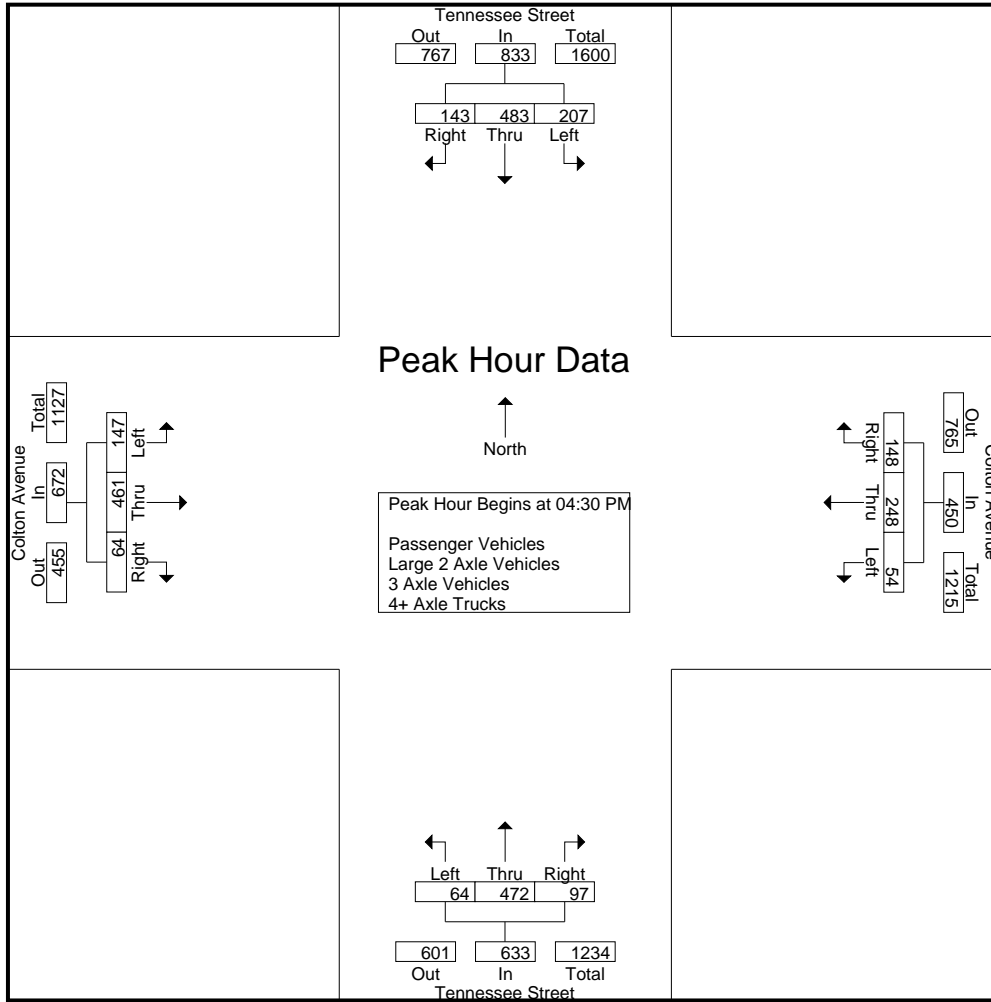 Tennessee Street
Out In Total
767 833 1600
143 483 207
Right Thru Left
Peak Hour Data
North
Peak Hour Begins at 04:30 PM
Passenger Vehicles
Large 2 Axle Vehicles
3 Axle Vehicles
4+ Axle Trucks
Colton Avenue
Out In Total
455 672 1127
64 461 147
Right Thru Left
Colton Avenue
Out In Total
765 450 1215
148 248 54
Right Thru Left
Left Thru Right
64 472 97
601 633 1234
Out In Total
Tennessee Street